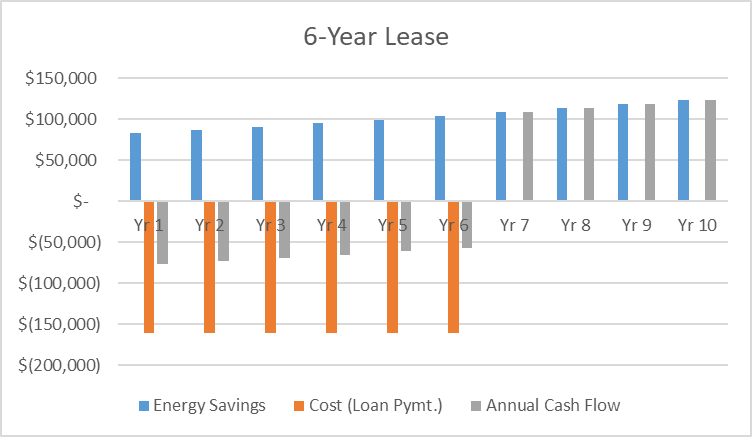 6-Year Lease
$150,000
$100,000
$50,000
$-
Yr 1 Yr 2 Yr 3 Yr 4 Yr 5 Yr 6 Yr 7 Yr 8 Yr 9 Yr 10
$(50,000)
$(100,000)
$(150,000)
$(200,000)
Energy Savings Cost (Loan Pymt.) Annual Cash Flow